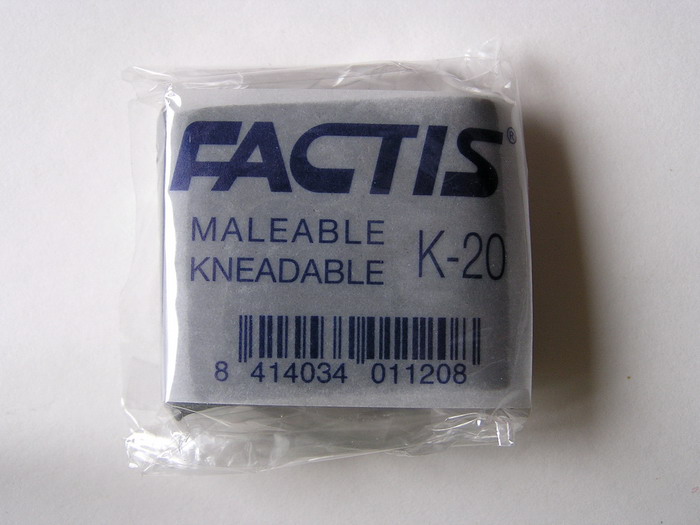 FACTIS®
MALEABLE
KNEADABLE
K-20
8 414034 011208